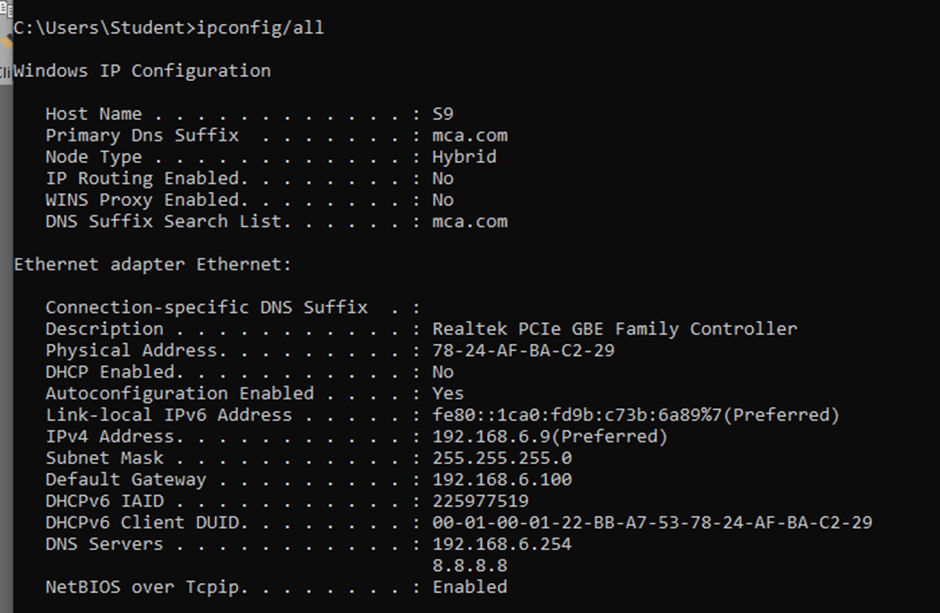 C:\Users\Student>ipconfig/all
Windows IP Configuration
Host Name . . . . . . . . . . . . : S9
Primary Dns Suffix  . . . . . . . : mca.com
Node Type . . . . . . . . . . . . : Hybrid
IP Routing Enabled. . . . . . . . : No
WINS Proxy Enabled. . . . . . . . : No
DNS Suffix Search List. . . . . . : mca.com
Ethernet adapter Ethernet:
Connection-specific DNS Suffix  . :
Description . . . . . . . . . . . : Realtek PCIe GBE Family Controller
Physical Address. . . . . . . . . : 78-24-AF-BA-C2-29
DHCP Enabled. . . . . . . . . . . : No
Autoconfiguration Enabled . . . . : Yes
Link-local IPv6 Address . . . . . : fe80::1ca0:fd9b:c73b:6a89%7(Preferred)
IPv4 Address. . . . . . . . . . . : 192.168.6.9(Preferred)
Subnet Mask . . . . . . . . . . . : 255.255.255.0
Default Gateway . . . . . . . . . : 192.168.6.100
DHCPv6 IAID . . . . . . . . . . . : 225977519
DHCPv6 Client DUID. . . . . . . . : 00-01-00-01-22-BB-A7-53-78-24-AF-BA-C2-29
DNS Servers . . . . . . . . . . . : 192.168.6.254
8.8.8.8
NetBIOS over Tcpip. . . . . . . . : Enabled